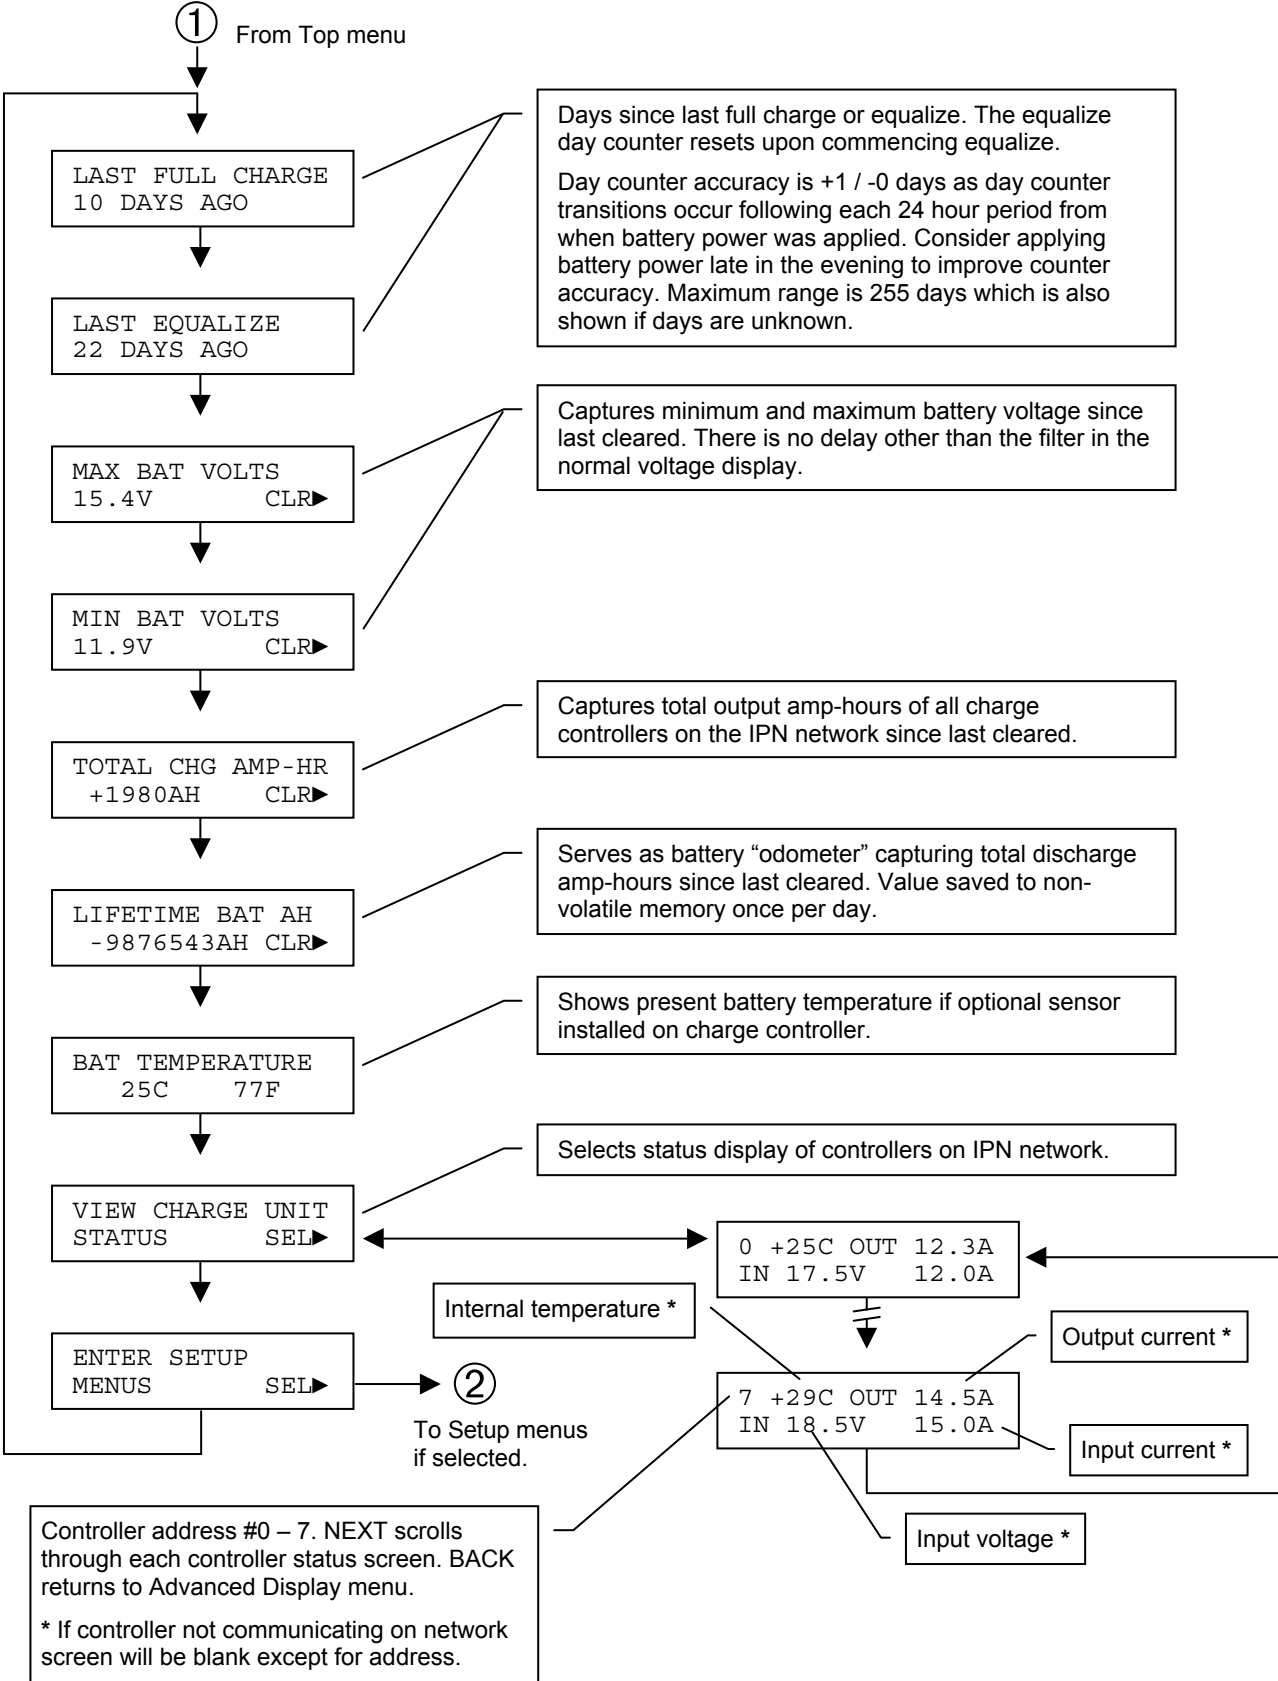 1
From Top menu
LAST FULL CHARGE
10 DAYS AGO
Days since last full charge or equalize. The equalize
day counter resets upon commencing equalize.
Day counter accuracy is +1 / -0 days as day counter
transitions occur following each 24 hour period from
when battery power was applied. Consider applying
battery power late in the evening to improve counter
accuracy. Maximum range is 255 days which is also
shown if days are unknown.
LAST EQUALIZE
22 DAYS AGO
Captures minimum and maximum battery voltage since
last cleared. There is no delay other than the filter in the
normal voltage display.
MAX BAT VOLTS
15.4V CLR►
MIN BAT VOLTS
11.9V CLR►
Captures total output amp-hours of all charge
controllers on the IPN network since last cleared.
TOTAL CHG AMP-HR
+1980AH CLR►
Serves as battery “odometer” capturing total discharge
amp-hours since last cleared. Value saved to non-
volatile memory once per day.
LIFETIME BAT AH
-9876543AH CLR►
Shows present battery temperature if optional sensor
installed on charge controller.
BAT TEMPERATURE
25C 77F
Selects status display of controllers on IPN network.
VIEW CHARGE UNIT
STATUS SEL►
0 +25C OUT 12.3A
IN 17.5V 12.0A
Internal temperature *
Output current *
ENTER SETUP
MENUS SEL►
2
To Setup menus
if selected.
7 +29C OUT 14.5A
IN 18.5V 15.0A
Input current *
Input voltage *
Controller address #0 – 7. NEXT scrolls
through each controller status screen. BACK
returns to Advanced Display menu.
* If controller not communicating on network
screen will be blank except for address.